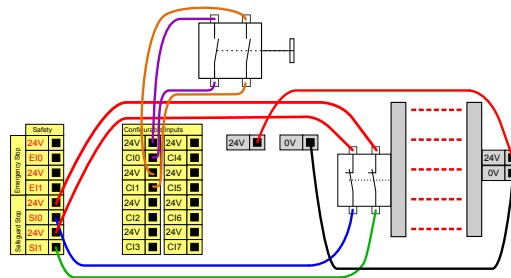 Safety
Emergency Stop
24V
EI0
24V
EI1
Safeguard Stop
24V
SI0
24V
SI1
Configurable Inputs
24V 24V
CI0 CI4
24V 24V
CI1 CI5
24V 24V
CI2 CI6
24V 24V
CI3 CI7
24V
0V
24V
0V